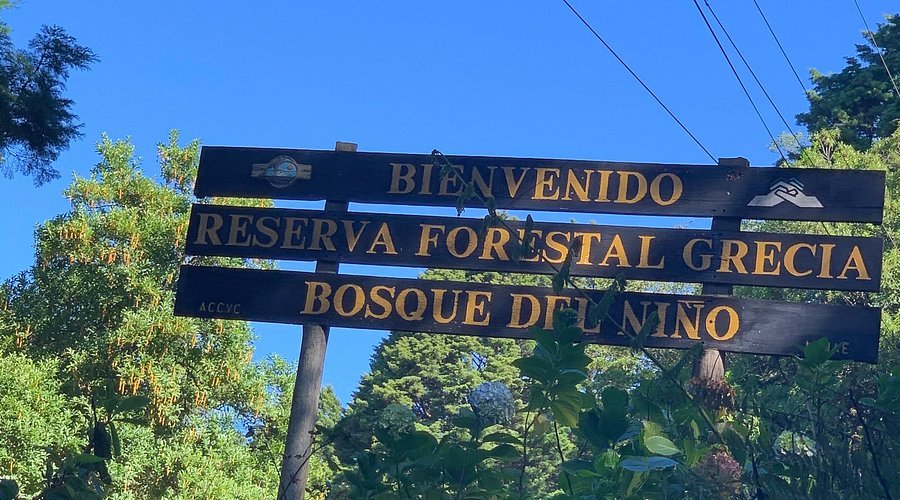 BIENVENIDO
RESERVA FORESTAL GRECIA
BOSQUE DEL NIÑO
ACCVC